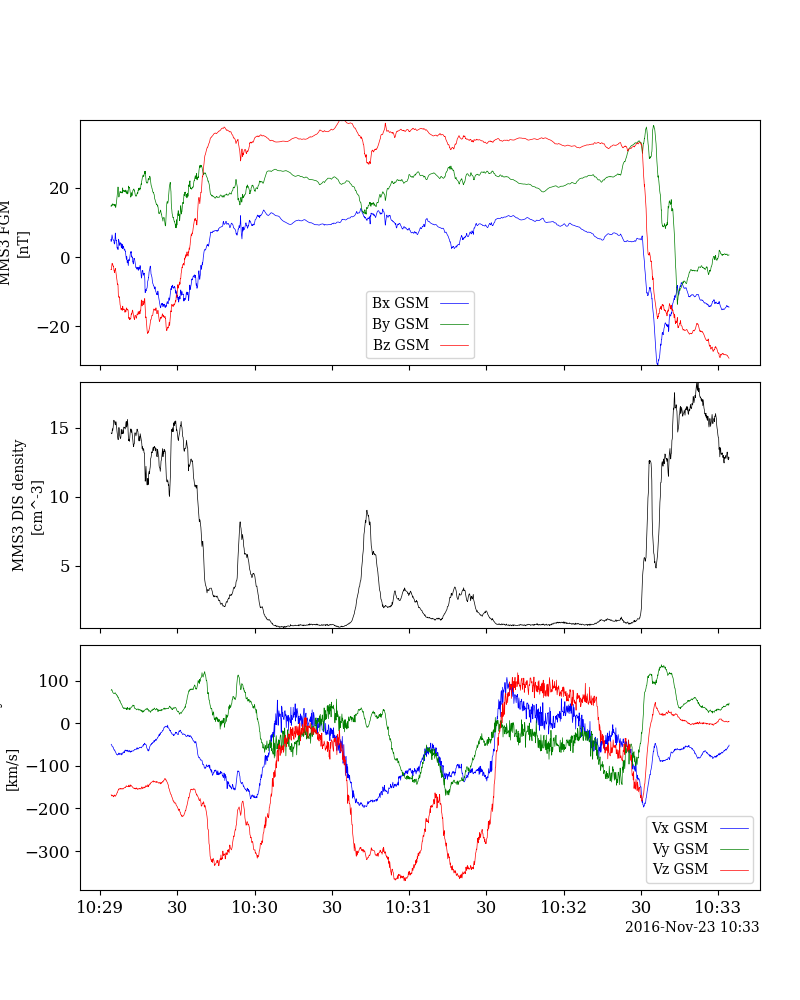 MMS3 FGM
[nT]
20
0
−20
Bx GSM
By GSM
Bz GSM
MMS3 DIS density
[cm^-3]
15
10
5
[km/s]
100
0
−100
−200
−300
Vx GSM
Vy GSM
Vz GSM
10:29 30 10:30 30 10:31 30 10:32 30 10:33
2016-Nov-23 10:33